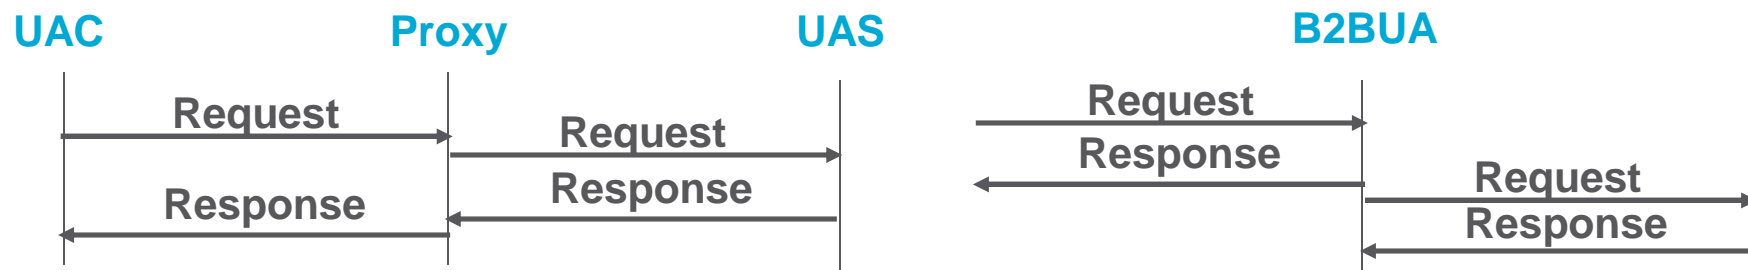 UAC
Proxy
UAS
Request
Request
Response
Response
B2BUA
Request
Response
Request
Response